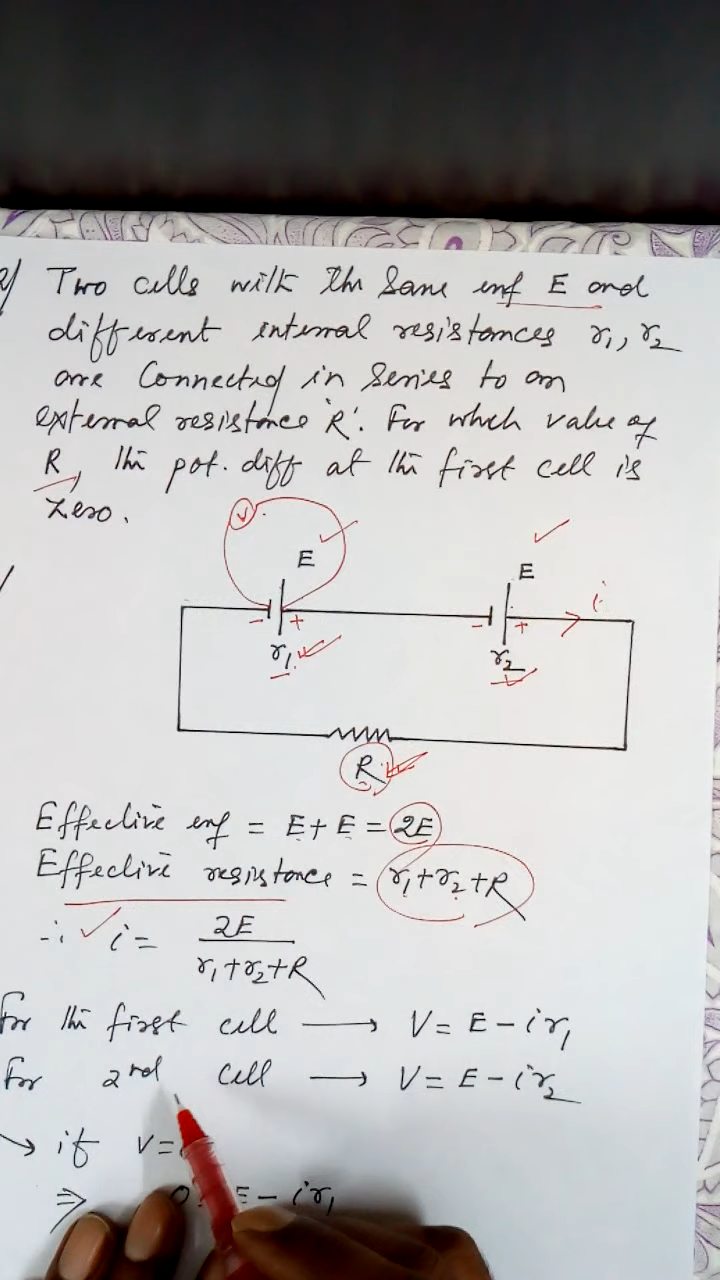 Two cells with the same emf E and
different internal resistances r₁, r₂
are connected in series to an
external resistance 'R'. For which value of
R, the pot. diff at the first cell is
zero.
V
E
E
i
- +
- +
r₁
r₂
R
Effective emf = E + E = 2E
Effective resistance = r₁+r₂+R
∴ i = 2E / r₁+r₂+R
For the first cell → V = E - ir₁
For 2nd cell → V = E - ir₂
→ if V =
⇒ E - ir₁